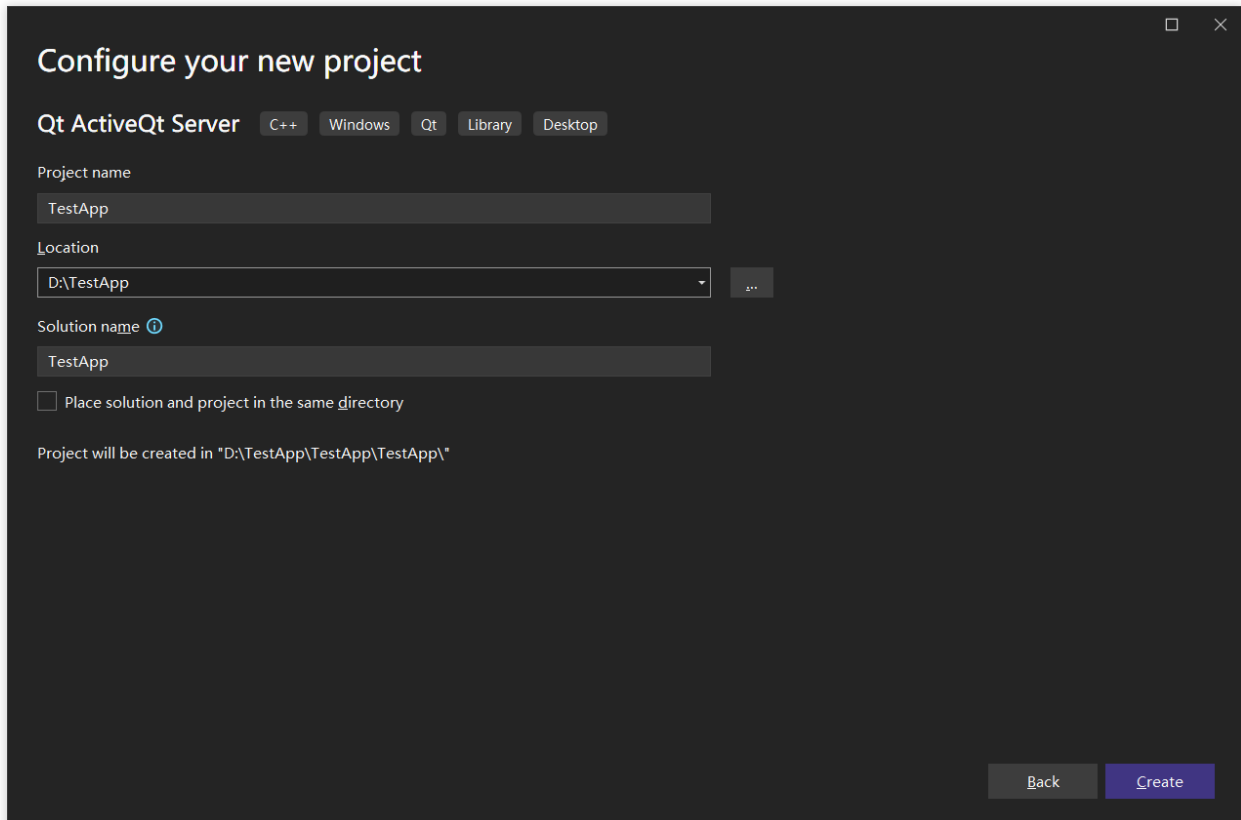 Configure your new project
Qt ActiveQt Server C++ Windows Qt Library Desktop
Project name
TestApp
Location
D:\TestApp
...
Solution name
TestApp
Place solution and project in the same directory
Project will be created in "D:\TestApp\TestApp\TestApp\"
Back Create